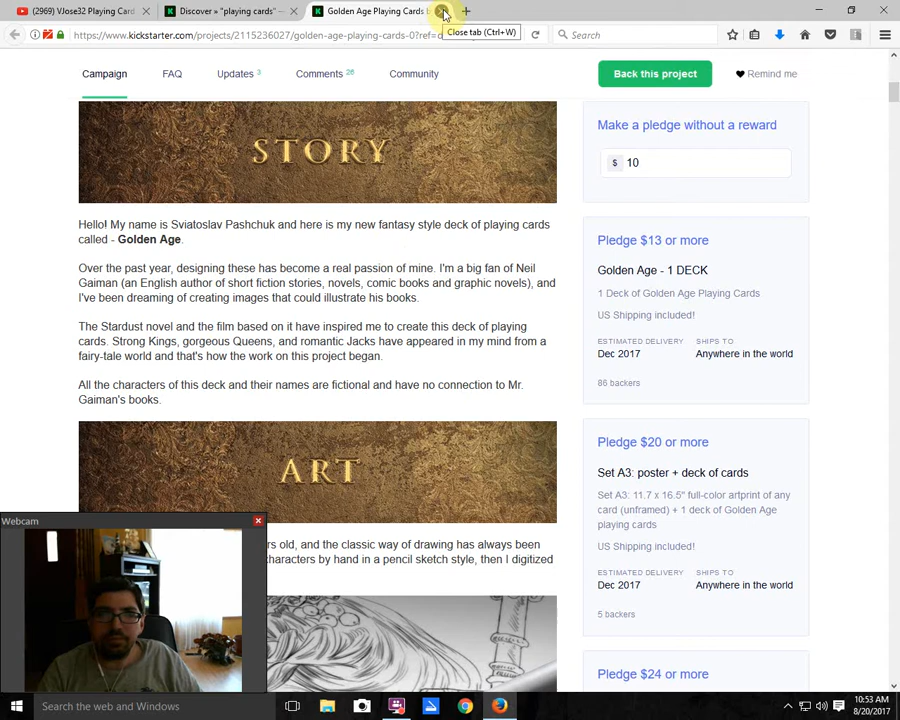 (2969) VJose32 Playing Card
Discover » "playing cards" —
Golden Age Playing Cards b
Close tab (Ctrl+W)
https://www.kickstarter.com/projects/2115236027/golden-age-playing-cards-0?ref=
Search
Campaign
FAQ
Updates 3
Comments 26
Community
Back this project
Remind me
STORY
Hello! My name is Sviatoslav Pashchuk and here is my new fantasy style deck of playing cards
called - Golden Age.
Over the past year, designing these has become a real passion of mine. I'm a big fan of Neil
Gaiman (an English author of short fiction stories, novels, comic books and graphic novels), and
I've been dreaming of creating images that could illustrate his books.
The Stardust novel and the film based on it have inspired me to create this deck of playing
cards. Strong Kings, gorgeous Queens, and romantic Jacks have appeared in my mind from a
fairy-tale world and that's how the work on this project began.
All the characters of this deck and their names are fictional and have no connection to Mr.
Gaiman's books.
ART
rs old, and the classic way of drawing has always been
characters by hand in a pencil sketch style, then I digitized
Make a pledge without a reward
$ 10
Pledge $13 or more
Golden Age - 1 DECK
1 Deck of Golden Age Playing Cards
US Shipping included!
ESTIMATED DELIVERY
Dec 2017
SHIPS TO
Anywhere in the world
86 backers
Pledge $20 or more
Set A3: poster + deck of cards
Set A3: 11.7 x 16.5" full-color artprint of any
card (unframed) + 1 deck of Golden Age
playing cards
US Shipping included!
ESTIMATED DELIVERY
Dec 2017
SHIPS TO
Anywhere in the world
5 backers
Pledge $24 or more
Webcam
Search the web and Windows
10:53 AM
8/20/2017